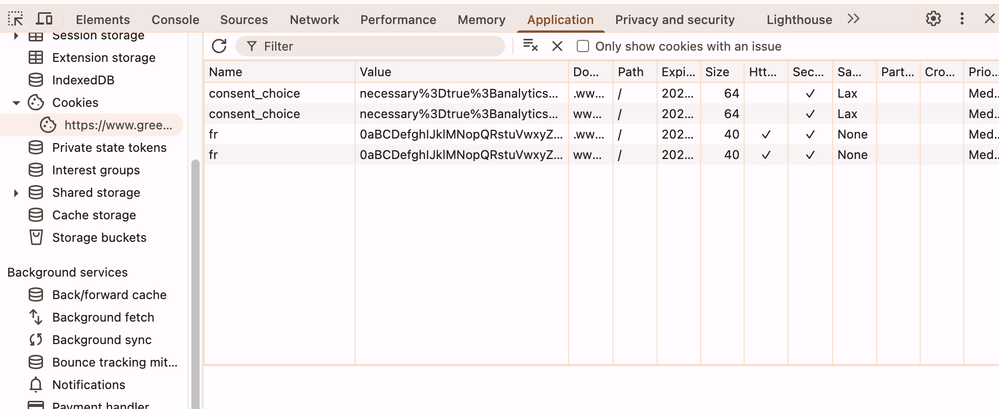 Elements Console Sources Network Performance Memory Application Privacy and security Lighthouse
Session storage
Extension storage
IndexedDB
Cookies
https://www.gree...
Private state tokens
Interest groups
Shared storage
Cache storage
Storage buckets
Background services
Back/forward cache
Background fetch
Background sync
Bounce tracking mit...
Notifications
Payment handler
Filter Only show cookies with an issue
Name Value Do... Path Expi... Size Htt... Sec... Sa... Part... Cro... Prio...
consent_choice necessary%3Dtrue%3Banalytics... .ww... / 202... 64 ✓ Lax Med...
consent_choice necessary%3Dtrue%3Banalytics... ww... / 202... 64 ✓ Lax Med...
fr 0aBCDefghIJklMNopQRstuVwxyZ... .ww... / 202... 40 ✓ ✓ None Med...
fr 0aBCDefghIJklMNopQRstuVwxyZ... ww... / 202... 40 ✓ ✓ None Med...